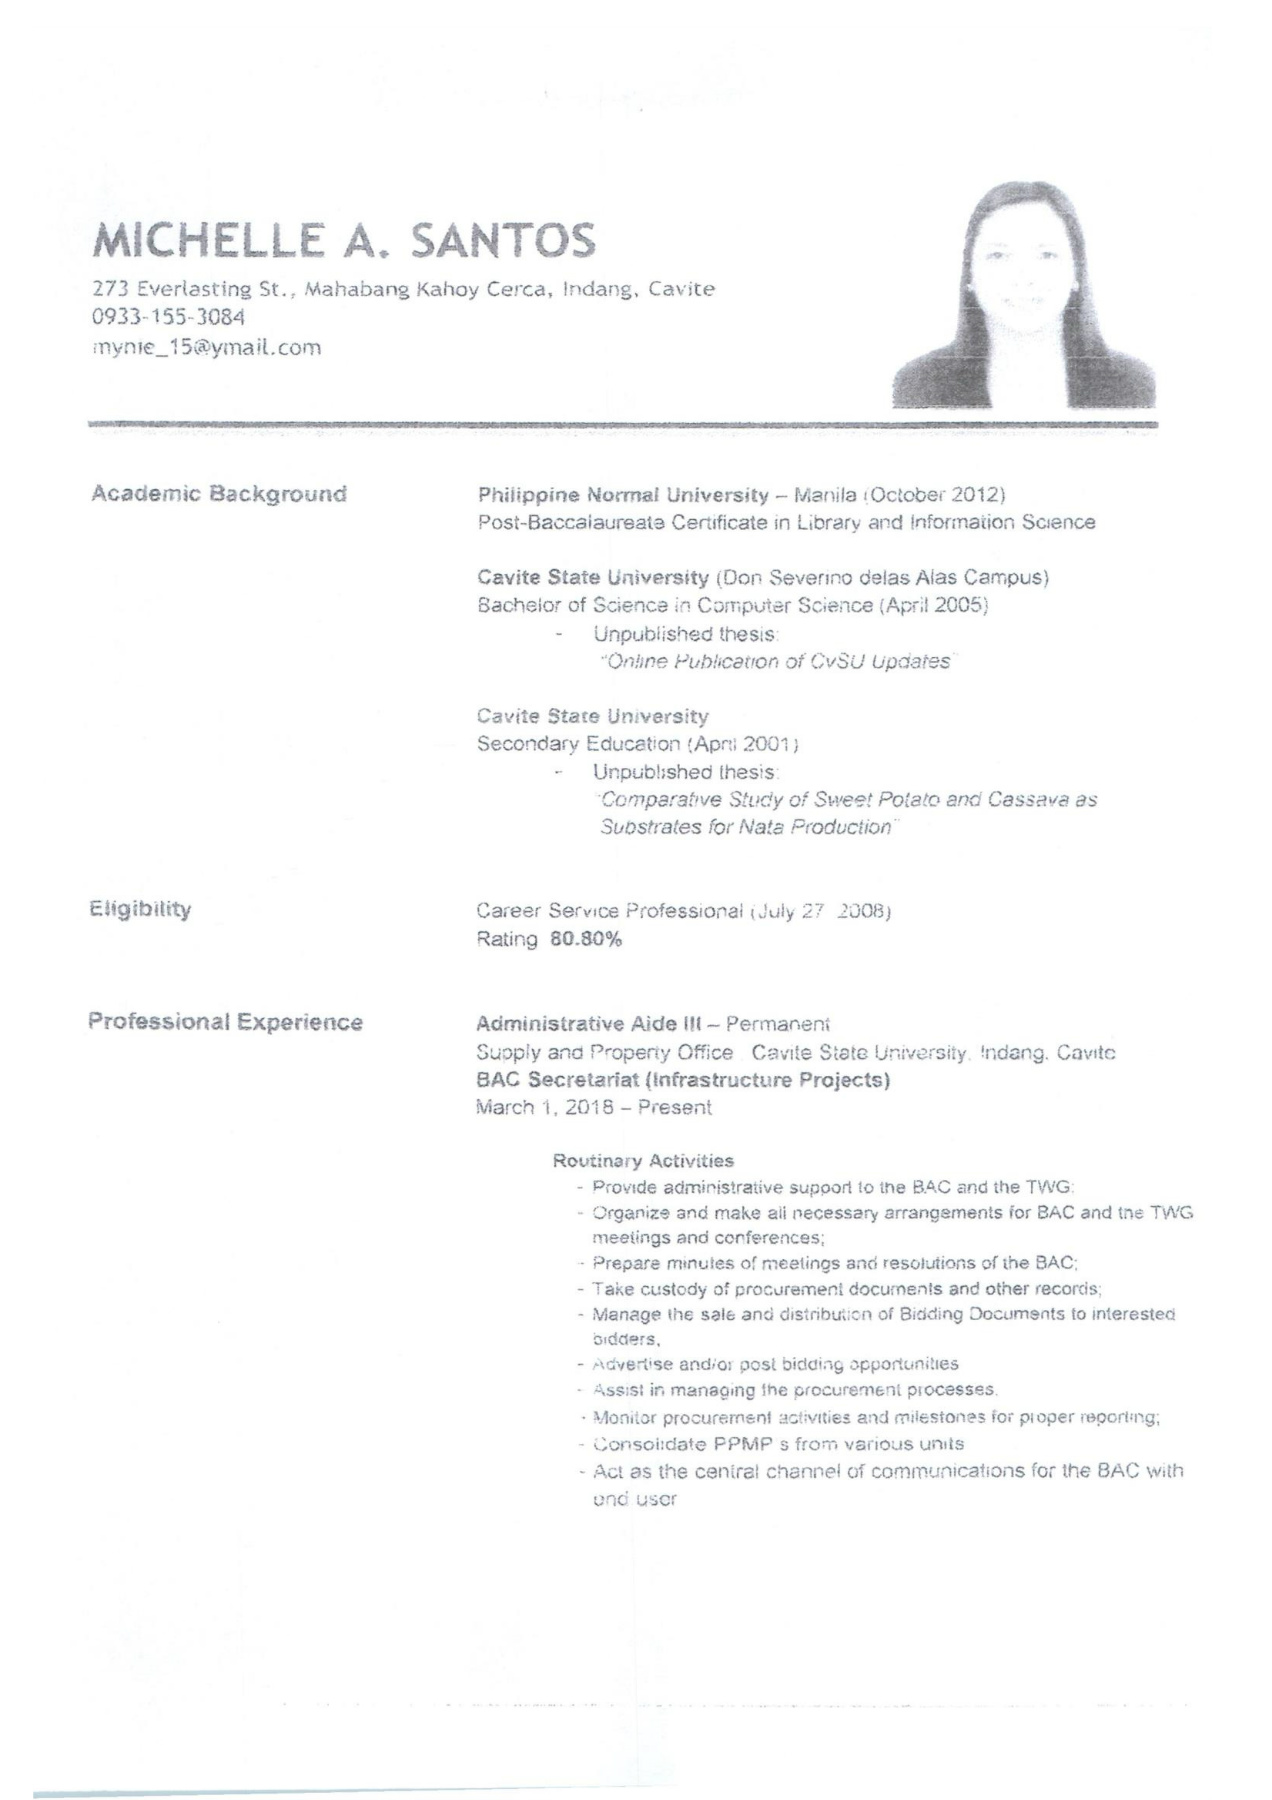 MICHELLE A. SANTOS
273 Everlasting St., Mahabang Kahoy Cerca, Indang, Cavite
0933-155-3084
mynie_15@ymail.com
Academic Background
Philippine Normal University – Manila (October 2012)
Post-Baccalaureate Certificate in Library and Information Science
Cavite State University (Don Severino delas Alas Campus)
Bachelor of Science in Computer Science (April 2005)
- Unpublished thesis:
"Online Publication of CvSU Updates"
Cavite State University
Secondary Education (April 2001)
- Unpublished thesis:
"Comparative Study of Sweet Potato and Cassava as
Substrates for Nata Production"
Eligibility
Career Service Professional (July 27 2008)
Rating 80.80%
Professional Experience
Administrative Aide III – Permanent
Supply and Property Office Cavite State University, Indang, Cavite
BAC Secretariat (Infrastructure Projects)
March 1, 2018 – Present
Routinary Activities
- Provide administrative support to the BAC and the TWG;
- Organize and make all necessary arrangements for BAC and the TWG
meetings and conferences;
- Prepare minutes of meetings and resolutions of the BAC;
- Take custody of procurement documents and other records;
- Manage the sale and distribution of Bidding Documents to interested
bidders,
- Advertise and/or post bidding opportunities
- Assist in managing the procurement processes.
- Monitor procurement activities and milestones for proper reporting;
- Consolidate PPMP s from various units
- Act as the central channel of communications for the BAC with
end user